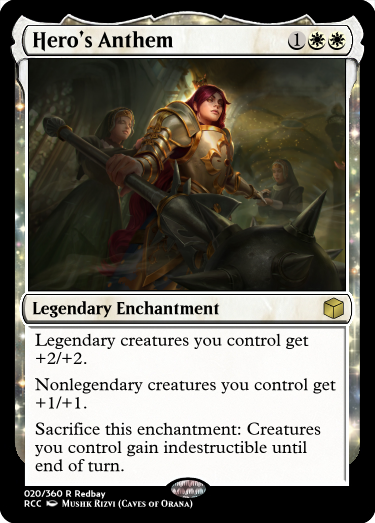 Hero's Anthem 1
Legendary Enchantment
Legendary creatures you control get
+2/+2.
Nonlegendary creatures you control get
+1/+1.
Sacrifice this enchantment: Creatures
you control gain indestructible until
end of turn.
020/360 R Redbay
RCC Mushk Rizvi (Caves of Orana)